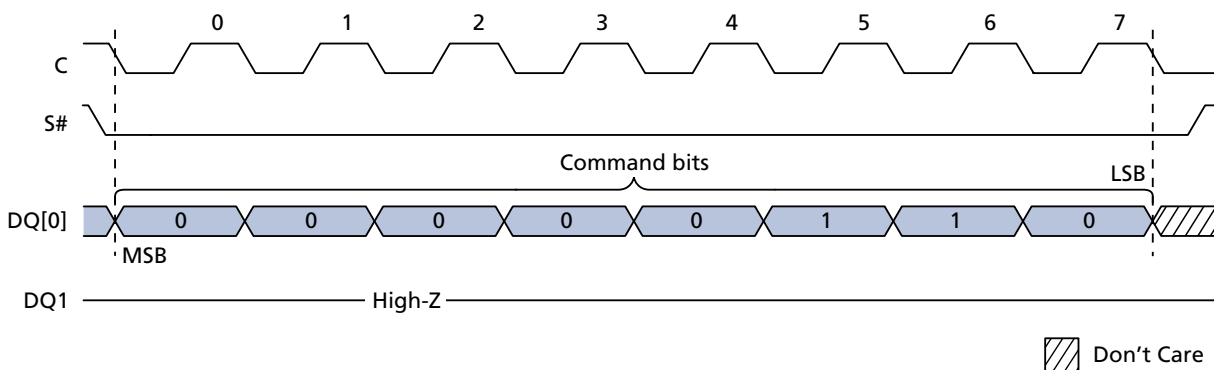 0 1 2 3 4 5 6 7
C
S#
Command bits
LSB
DQ[0] 0 0 0 0 0 1 1 0
MSB
DQ1 High-Z
Don't Care